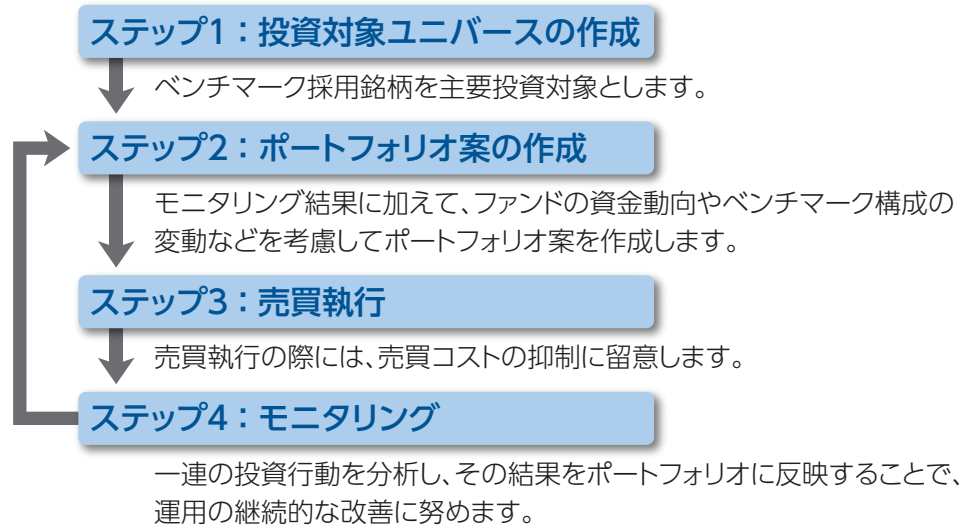 ステップ1：投資対象ユニバースの作成
ベンチマーク採用銘柄を主要投資対象とします。
ステップ2：ポートフォリオ案の作成
モニタリング結果に加えて、ファンドの資金動向やベンチマーク構成の
変動などを考慮してポートフォリオ案を作成します。
ステップ3：売買執行
売買執行の際には、売買コストの抑制に留意します。
ステップ4：モニタリング
一連の投資行動を分析し、その結果をポートフォリオに反映することで、
運用の継続的な改善に努めます。